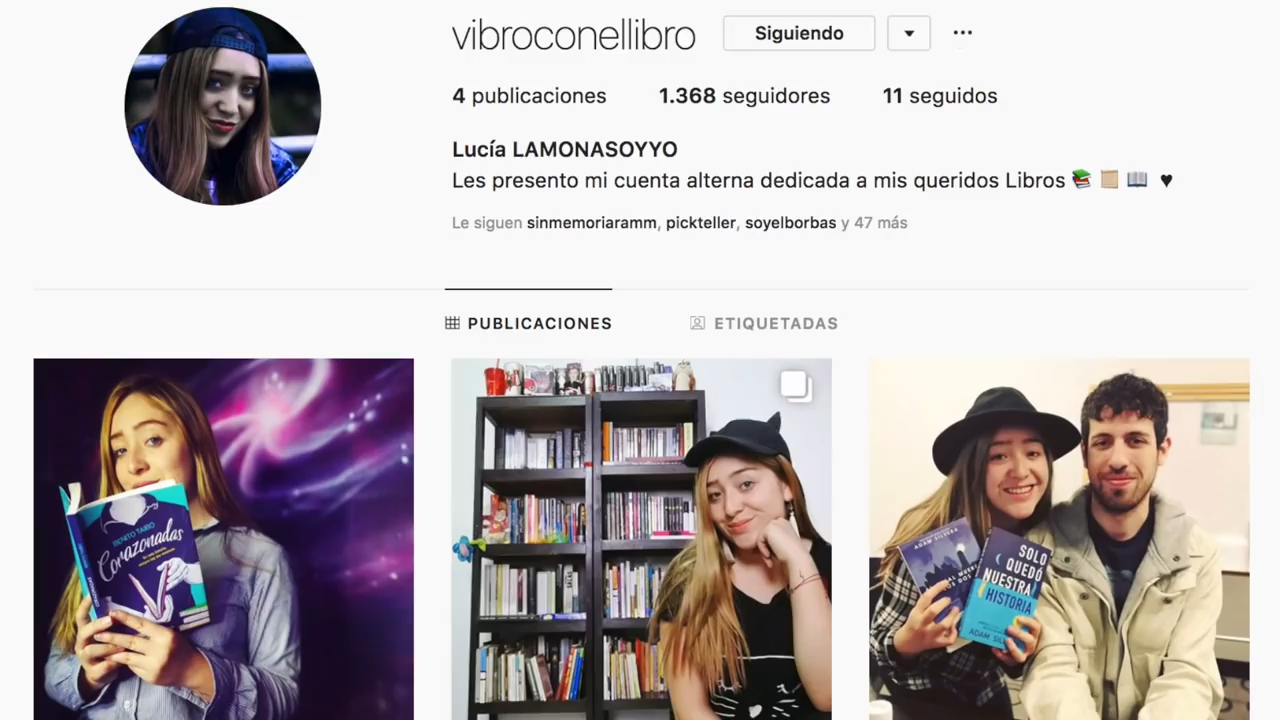 vibroconellibro Siguiendo
4 publicaciones 1.368 seguidores 11 seguidos
Lucía LAMONASOYYO
Les presento mi cuenta alterna dedicada a mis queridos Libros
Le siguen sinmemoriaramm, pickteller, soyelborbas y 47 más
PUBLICACIONES ETIQUETADAS
BENITO TAIBO
Corazonadas
ADAM SILVERA
SOLO
QUEDÓ
NUESTRA
HISTORIA
ADAM